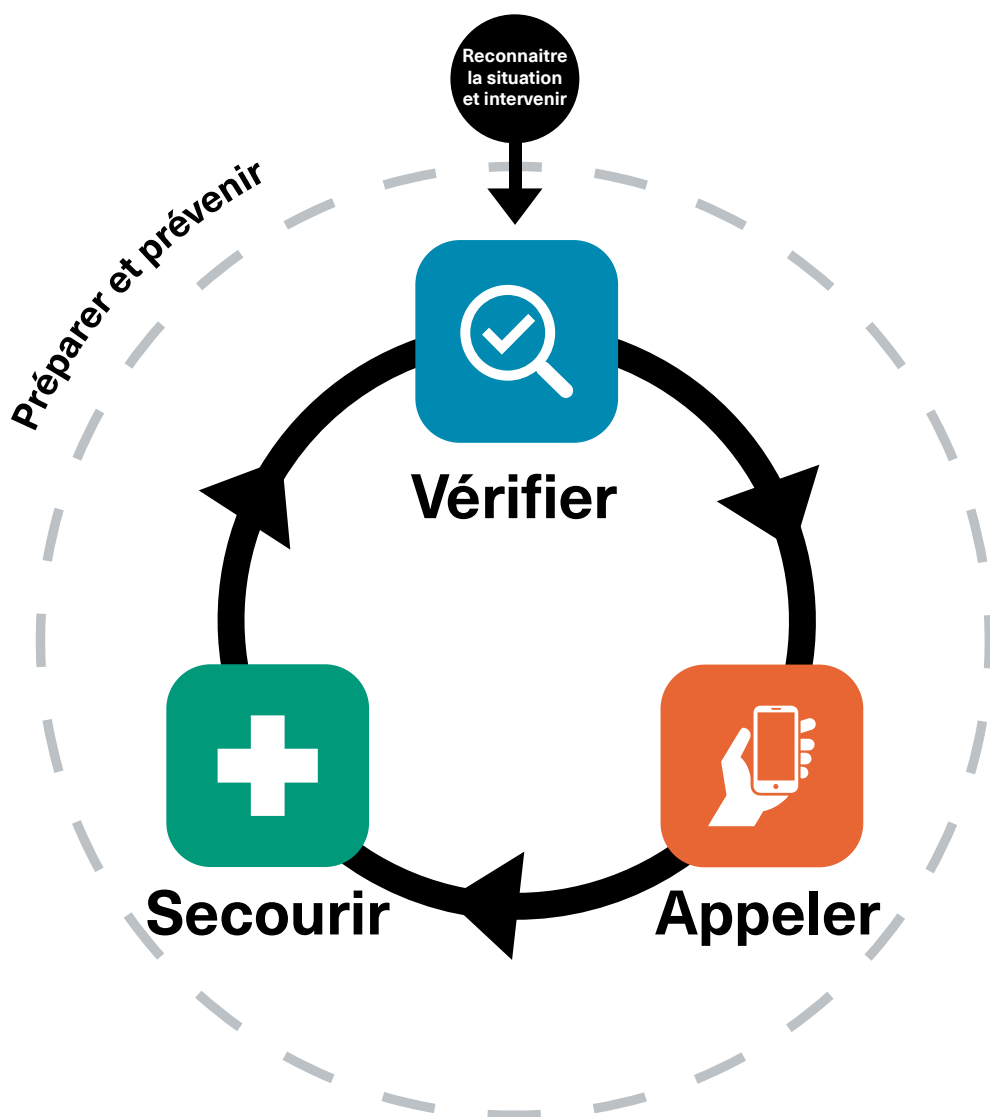 Reconnaitre
la situation
et intervenir
Préparer et prévenir
Vérifier
Secourir
Appeler